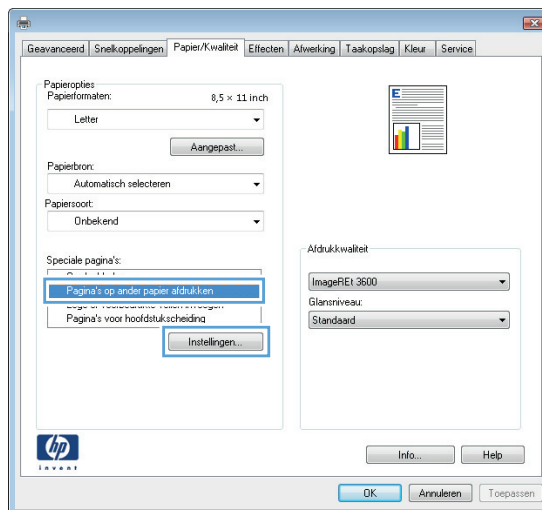 Geavanceerd Snelkoppelingen Papier/Kwaliteit Effecten Afwerking Taakopslag Kleur Service
Papieropties
Papierformaten: 8,5 × 11 inch
Letter
Aangepast...
Papierbron:
Automatisch selecteren
Papiersoort:
Onbekend
Speciale pagina's:
Pagina's op ander papier afdrukken
Pagina's voor hoofdstukscheiding
Instellingen...
Afdrukkwaliteit
ImageREt 3600
Glansniveau:
Standaard
E
hp
invent
Info... Help
OK Annuleren Toepassen